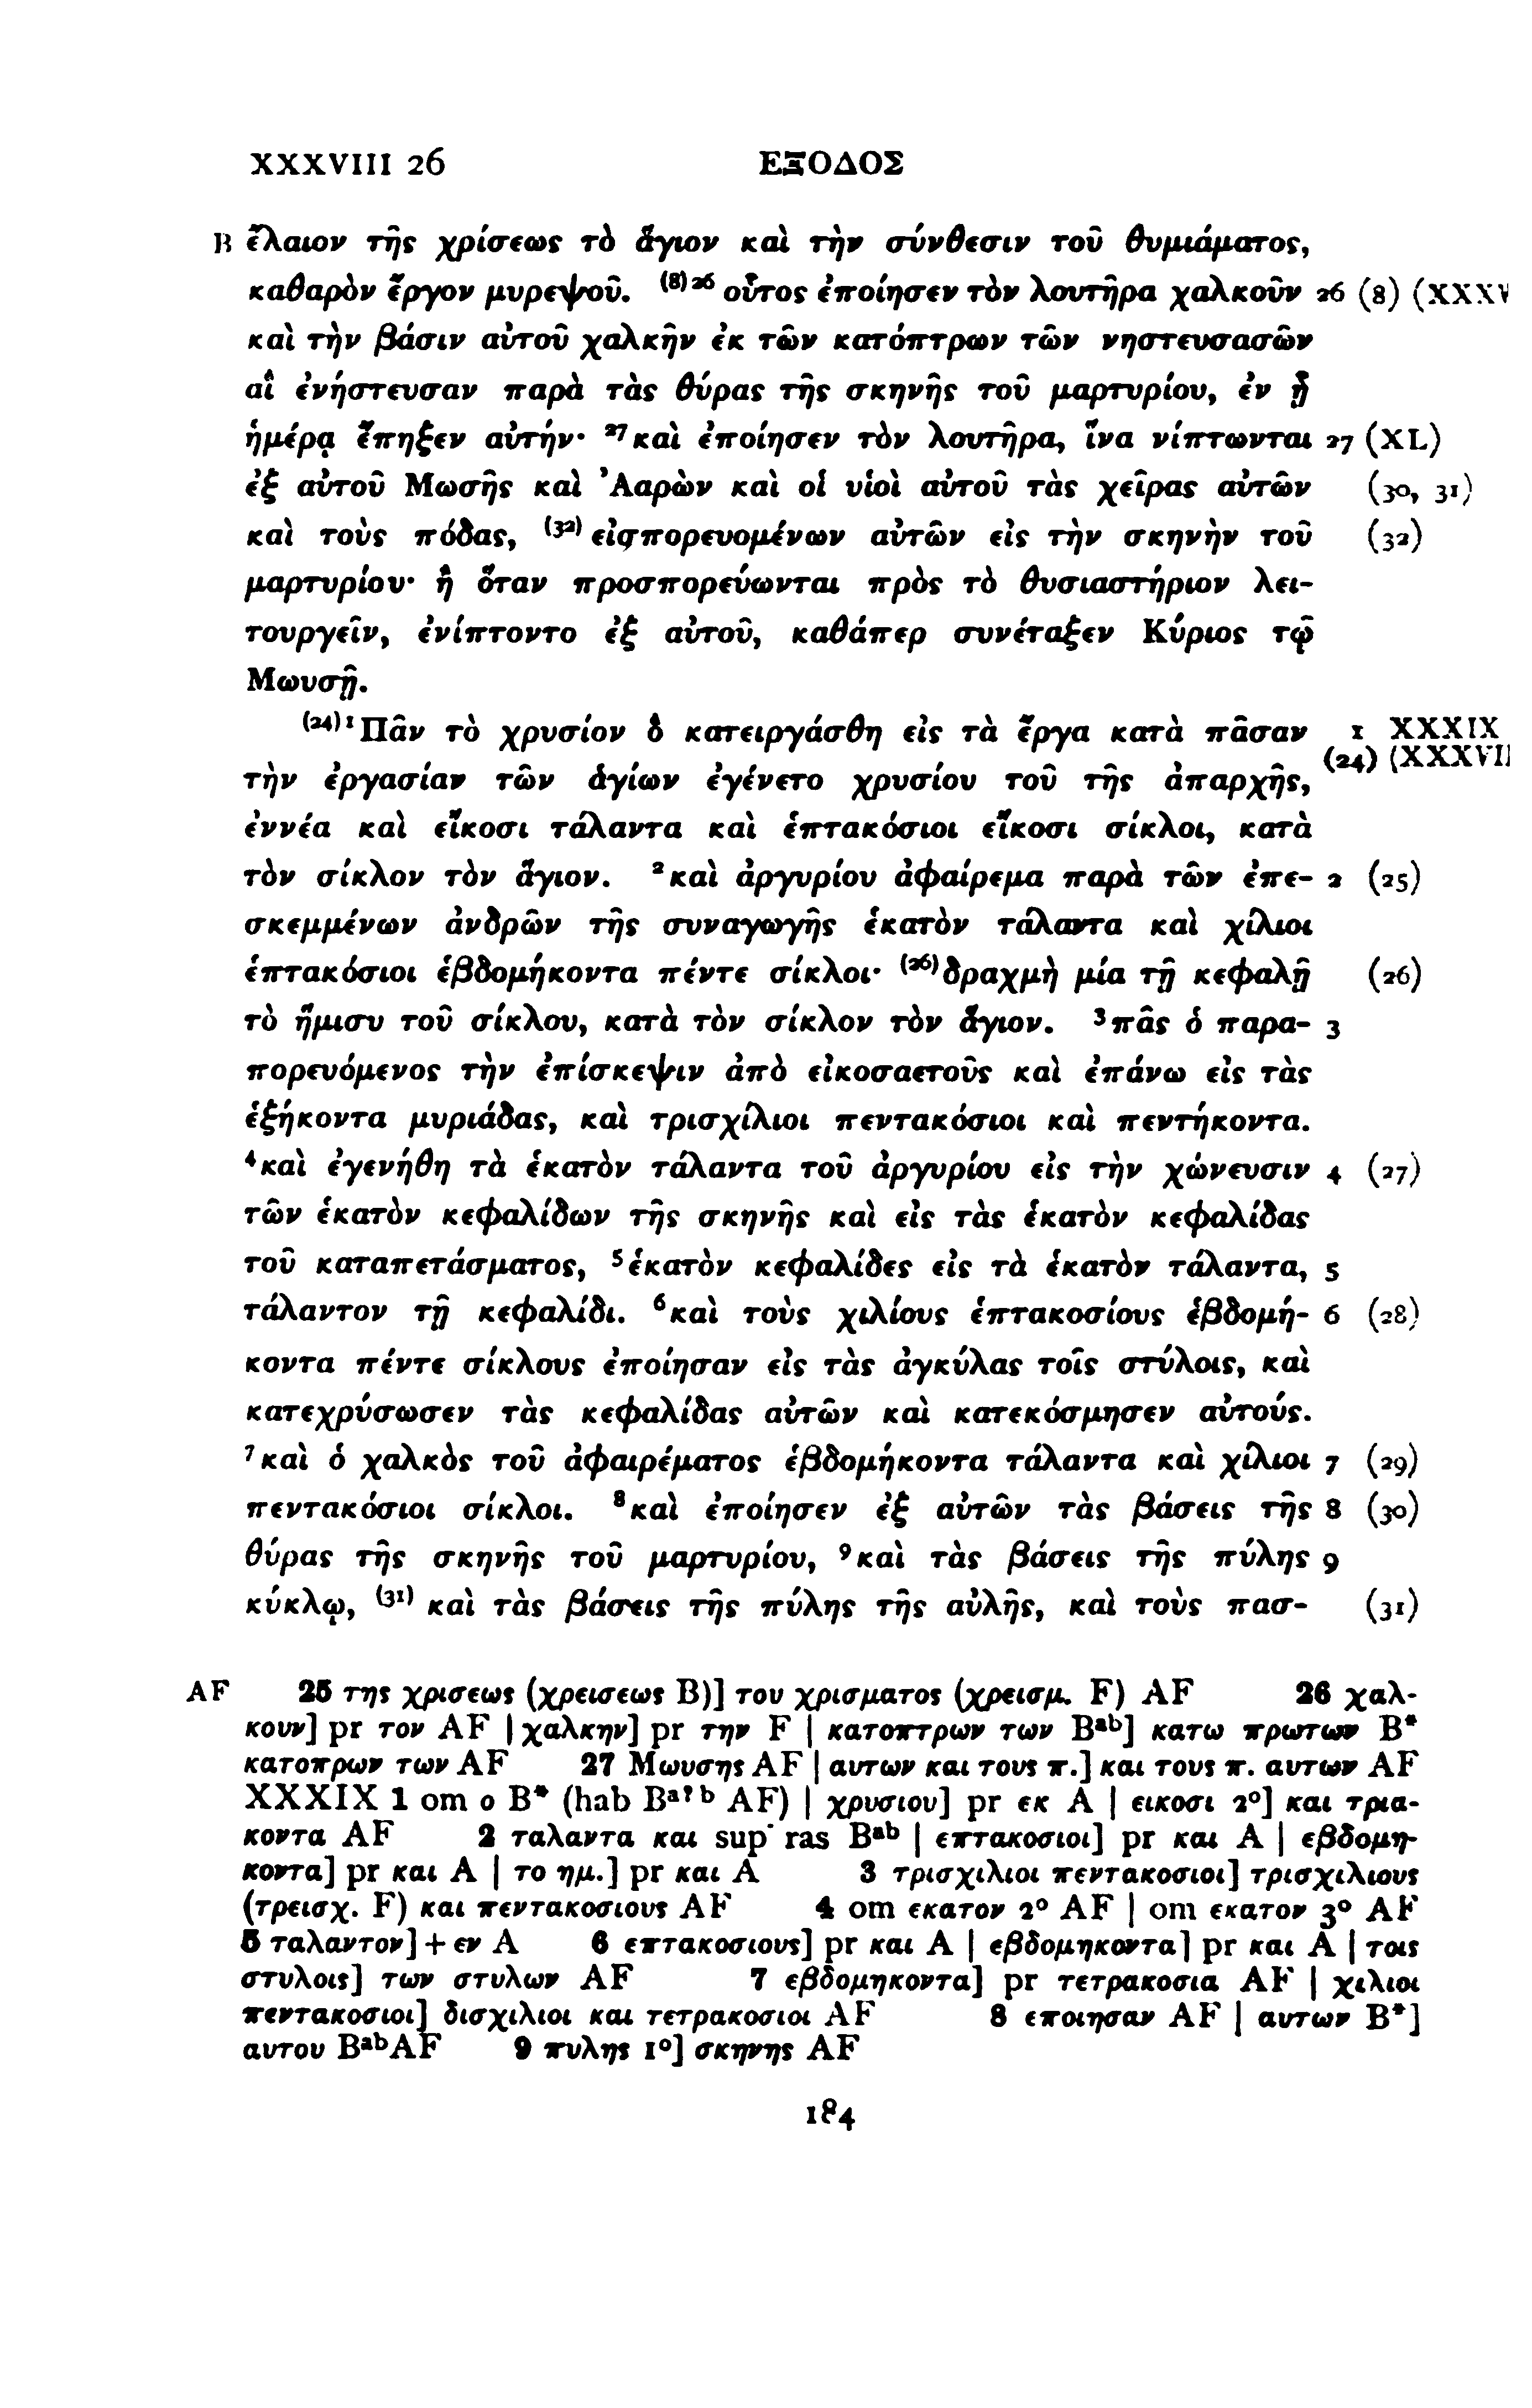 XXXVIII 26 ΕΞΟΔΟΣ
B ἔλαιον τῆς χρίσεως τὸ ἅγιον καὶ τὴν σύνθεσιν τοῦ θυμιάματος,
καθαρὸν ἔργον μυρεψοῦ. (8) 26 οὗτος ἐποίησεν τὸν λουτῆρα χαλκοῦν 26 (8) (XXXV
καὶ τὴν βάσιν αὐτοῦ χαλκῆν ἐκ τῶν κατόπτρων τῶν νηστευσασῶν
αἳ ἐνήστευσαν παρὰ τὰς θύρας τῆς σκηνῆς τοῦ μαρτυρίου, ἐν ᾗ
ἡμέρᾳ ἔπηξεν αὐτήν· 27 καὶ ἐποίησεν τὸν λουτῆρα, ἵνα νίπτωνται 27 (XL)
ἐξ αὐτοῦ Μωσῆς καὶ Ἀαρὼν καὶ οἱ υἱοὶ αὐτοῦ τὰς χεῖρας αὐτῶν (30, 31)
καὶ τοὺς πόδας, (32) εἰσπορευομένων αὐτῶν εἰς τὴν σκηνὴν τοῦ (32)
μαρτυρίου· ἢ ὅταν προσπορεύωνται πρὸς τὸ θυσιαστήριον λει-
τουργεῖν, ἐνίπτοντο ἐξ αὐτοῦ, καθάπερ συνέταξεν Κύριος τῷ
Μωυσῇ.
(24) 1 Πᾶν τὸ χρυσίον ὃ κατειργάσθη εἰς τὰ ἔργα κατὰ πᾶσαν 1 XXXIX
τὴν ἐργασίαν τῶν ἁγίων ἐγένετο χρυσίου τοῦ τῆς ἀπαρχῆς, (24) (XXXVII
ἐννέα καὶ εἴκοσι τάλαντα καὶ ἑπτακόσιοι εἴκοσι σίκλοι, κατὰ
τὸν σίκλον τὸν ἅγιον. 2 καὶ ἀργυρίου ἀφαίρεμα παρὰ τῶν ἐπε- 2 (25)
σκεμμένων ἀνδρῶν τῆς συναγωγῆς ἑκατὸν τάλαντα καὶ χίλιοι
ἑπτακόσιοι ἑβδομήκοντα πέντε σίκλοι· (26) δραχμὴ μία τῇ κεφαλῇ (26)
τὸ ἥμισυ τοῦ σίκλου, κατὰ τὸν σίκλον τὸν ἅγιον. 3 πᾶς ὁ παρα- 3
πορευόμενος τὴν ἐπίσκεψιν ἀπὸ εἰκοσαετοῦς καὶ ἐπάνω εἰς τὰς
ἑξήκοντα μυριάδας, καὶ τρισχίλιοι πεντακόσιοι καὶ πεντήκοντα.
4 καὶ ἐγενήθη τὰ ἑκατὸν τάλαντα τοῦ ἀργυρίου εἰς τὴν χώνευσιν 4 (27)
τῶν ἑκατὸν κεφαλίδων τῆς σκηνῆς καὶ εἰς τὰς ἑκατὸν κεφαλίδας
τοῦ καταπετάσματος, 5 ἑκατὸν κεφαλίδες εἰς τὰ ἑκατὸν τάλαντα, 5
τάλαντον τῇ κεφαλίδι. 6 καὶ τοὺς χιλίους ἑπτακοσίους ἑβδομή- 6 (28)
κοντα πέντε σίκλους ἐποίησαν εἰς τὰς ἀγκύλας τοῖς στύλοις, καὶ
κατεχρύσωσεν τὰς κεφαλίδας αὐτῶν καὶ κατεκόσμησεν αὐτούς.
7 καὶ ὁ χαλκὸς τοῦ ἀφαιρέματος ἑβδομήκοντα τάλαντα καὶ χίλιοι 7 (29)
πεντακόσιοι σίκλοι. 8 καὶ ἐποίησεν ἐξ αὐτῶν τὰς βάσεις τῆς 8 (30)
θύρας τῆς σκηνῆς τοῦ μαρτυρίου, 9 καὶ τὰς βάσεις τῆς πύλης 9
κύκλῳ, (31) καὶ τὰς βάσεις τῆς πύλης τῆς αὐλῆς, καὶ τοὺς πασ- (31)
AF 25 της χρισεως (χρεισεως B)] του χρισματος (χρεισμ. F) AF 26 χαλ-
κουν] pr τον AF | χαλκην] pr την F | κατοπτρων των Bᵃᵇ] κατω πρωτων B*
κατοπρων των AF 27 Μωυσης AF | αυτων και τους π.] και τους π. αυτων AF
XXXIX 1 om ο B* (hab Bᵃ?ᵇ AF) | χρυσιου] pr εκ A | εικοσι 2°] και τρια-
κοντα AF 2 ταλαντα και sup ras Bᵃᵇ | επτακοσιοι] pr και A | εβδομη-
κοντα] pr και A | το ημ.] pr και A 3 τρισχιλιοι πεντακοσιοι] τρισχιλιους
(τρεισχ. F) και πεντακοσιους AF 4 om εκατον 2° AF | om εκατον 3° AF
5 ταλαντον] + εν A 6 επτακοσιους] pr και A | εβδομηκοντα] pr και A | τοις
στυλοις] των στυλων AF 7 εβδομηκοντα] pr τετρακοσια AF | χιλιοι
πεντακοσιοι] δισχιλιοι και τετρακοσιοι AF 8 εποιησαν AF | αυτων B*]
αυτου BᵃᵇAF 9 πυλης 1°] σκηνης AF
184